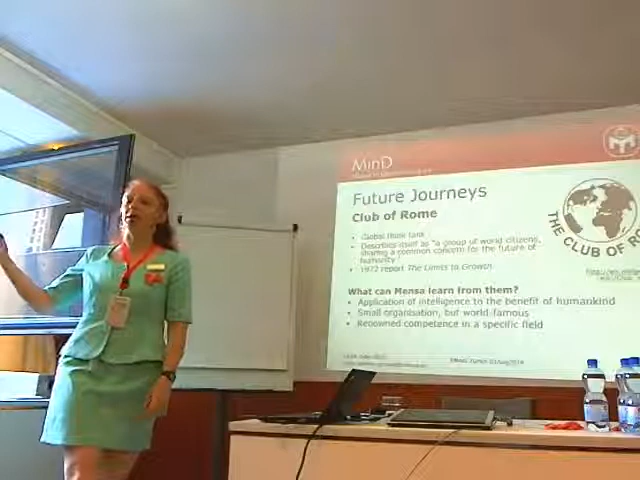 MinD
Future Journeys
Club of Rome
• Global think tank
• Describes itself as "a group of world citizens,
sharing a common concern for the future of
humanity."
• 1972 report The Limits to Growth
THE CLUB OF RO
What can Mensa learn from them?
• Application of intelligence to the benefit of humankind
• Small organisation, but world-famous
• Renowned competence in a specific field